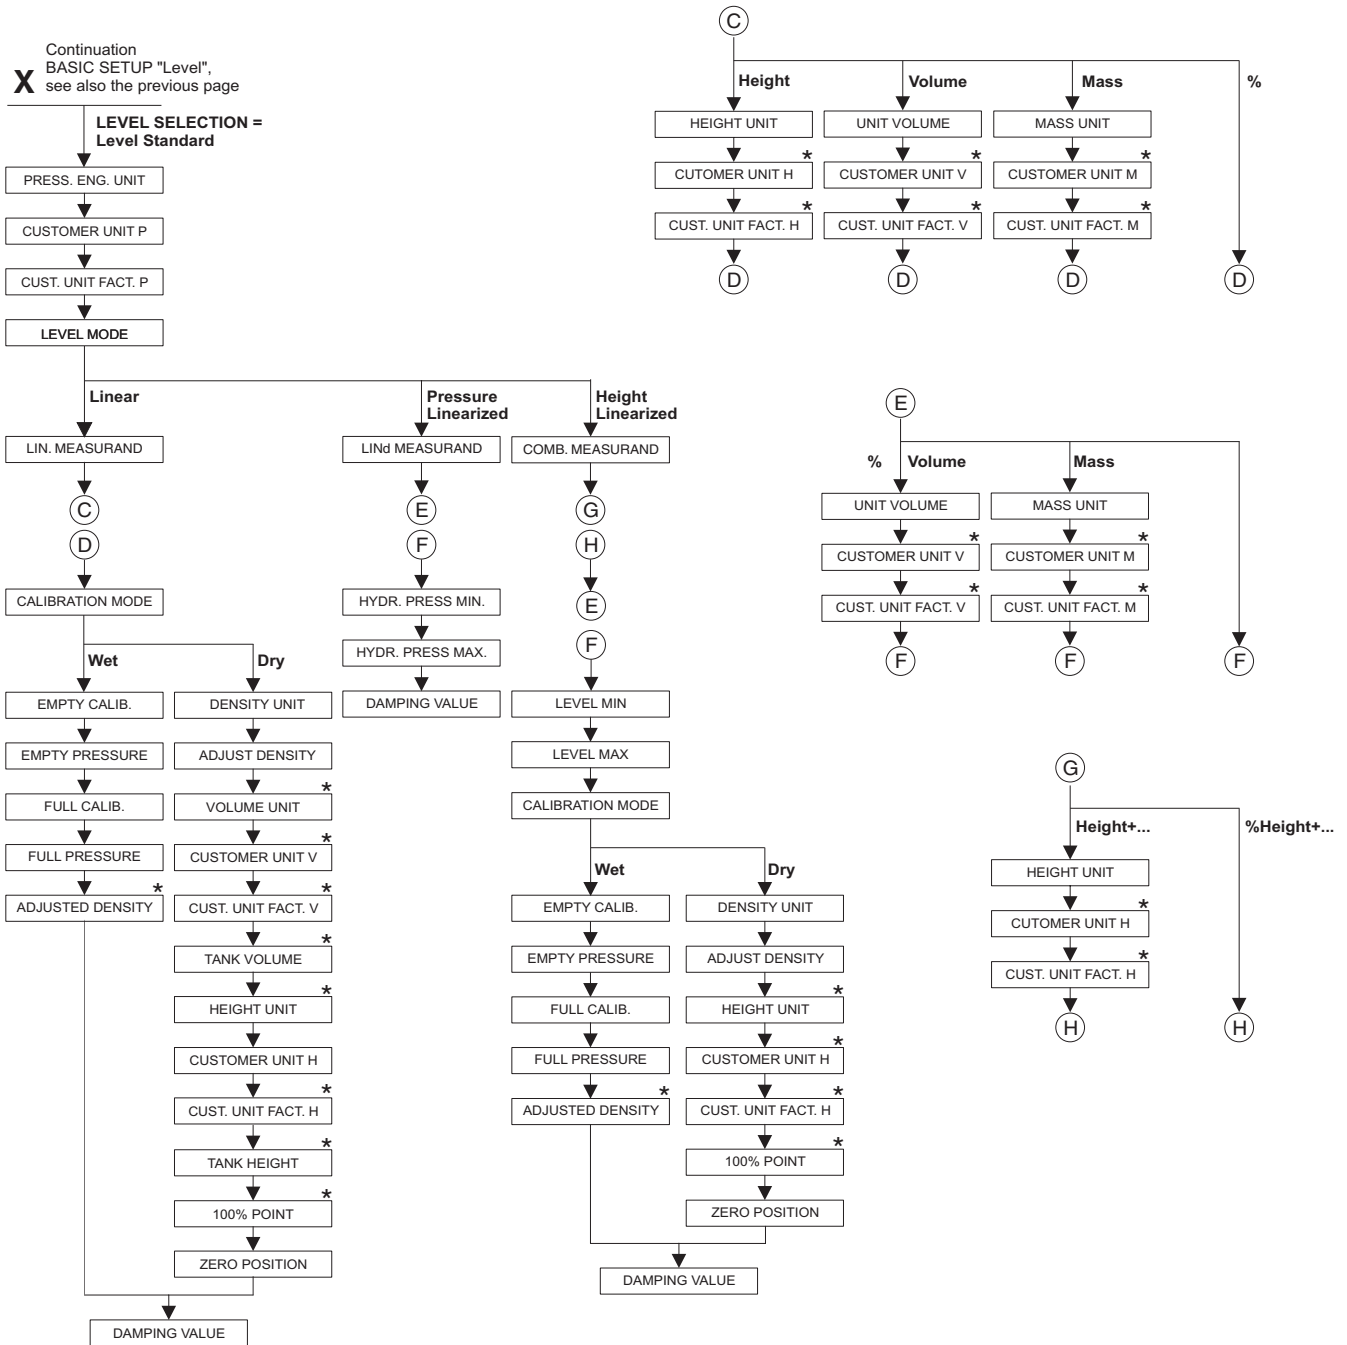 X
Continuation
BASIC SETUP "Level",
see also the previous page
LEVEL SELECTION =
Level Standard
PRESS. ENG. UNIT
CUSTOMER UNIT P
CUST. UNIT FACT. P
LEVEL MODE
Linear
Pressure
Linearized
Height
Linearized
LIN. MEASURAND
C
D
CALIBRATION MODE
Wet
Dry
EMPTY CALIB.
EMPTY PRESSURE
FULL CALIB.
FULL PRESSURE
*
ADJUSTED DENSITY
DENSITY UNIT
ADJUST DENSITY
*
VOLUME UNIT
*
CUSTOMER UNIT V
*
CUST. UNIT FACT. V
*
TANK VOLUME
*
HEIGHT UNIT
CUSTOMER UNIT H
*
CUST. UNIT FACT. H
*
TANK HEIGHT
*
100% POINT
ZERO POSITION
DAMPING VALUE
LINd MEASURAND
E
F
HYDR. PRESS MIN.
HYDR. PRESS MAX.
DAMPING VALUE
COMB. MEASURAND
G
H
E
F
LEVEL MIN
LEVEL MAX
CALIBRATION MODE
Wet
Dry
EMPTY CALIB.
EMPTY PRESSURE
FULL CALIB.
FULL PRESSURE
*
ADJUSTED DENSITY
DENSITY UNIT
ADJUST DENSITY
*
HEIGHT UNIT
*
CUSTOMER UNIT H
*
CUST. UNIT FACT. H
*
100% POINT
ZERO POSITION
DAMPING VALUE
C
Height
Volume
Mass
%
HEIGHT UNIT
*
CUTOMER UNIT H
*
CUST. UNIT FACT. H
D
UNIT VOLUME
*
CUSTOMER UNIT V
*
CUST. UNIT FACT. V
D
MASS UNIT
*
CUSTOMER UNIT M
*
CUST. UNIT FACT. M
D
D
E
% Volume
Mass
UNIT VOLUME
*
CUSTOMER UNIT V
*
CUST. UNIT FACT. V
F
MASS UNIT
*
CUSTOMER UNIT M
*
CUST. UNIT FACT. M
F
F
G
Height+...
%Height+...
HEIGHT UNIT
*
CUTOMER UNIT H
*
CUST. UNIT FACT. H
H
H